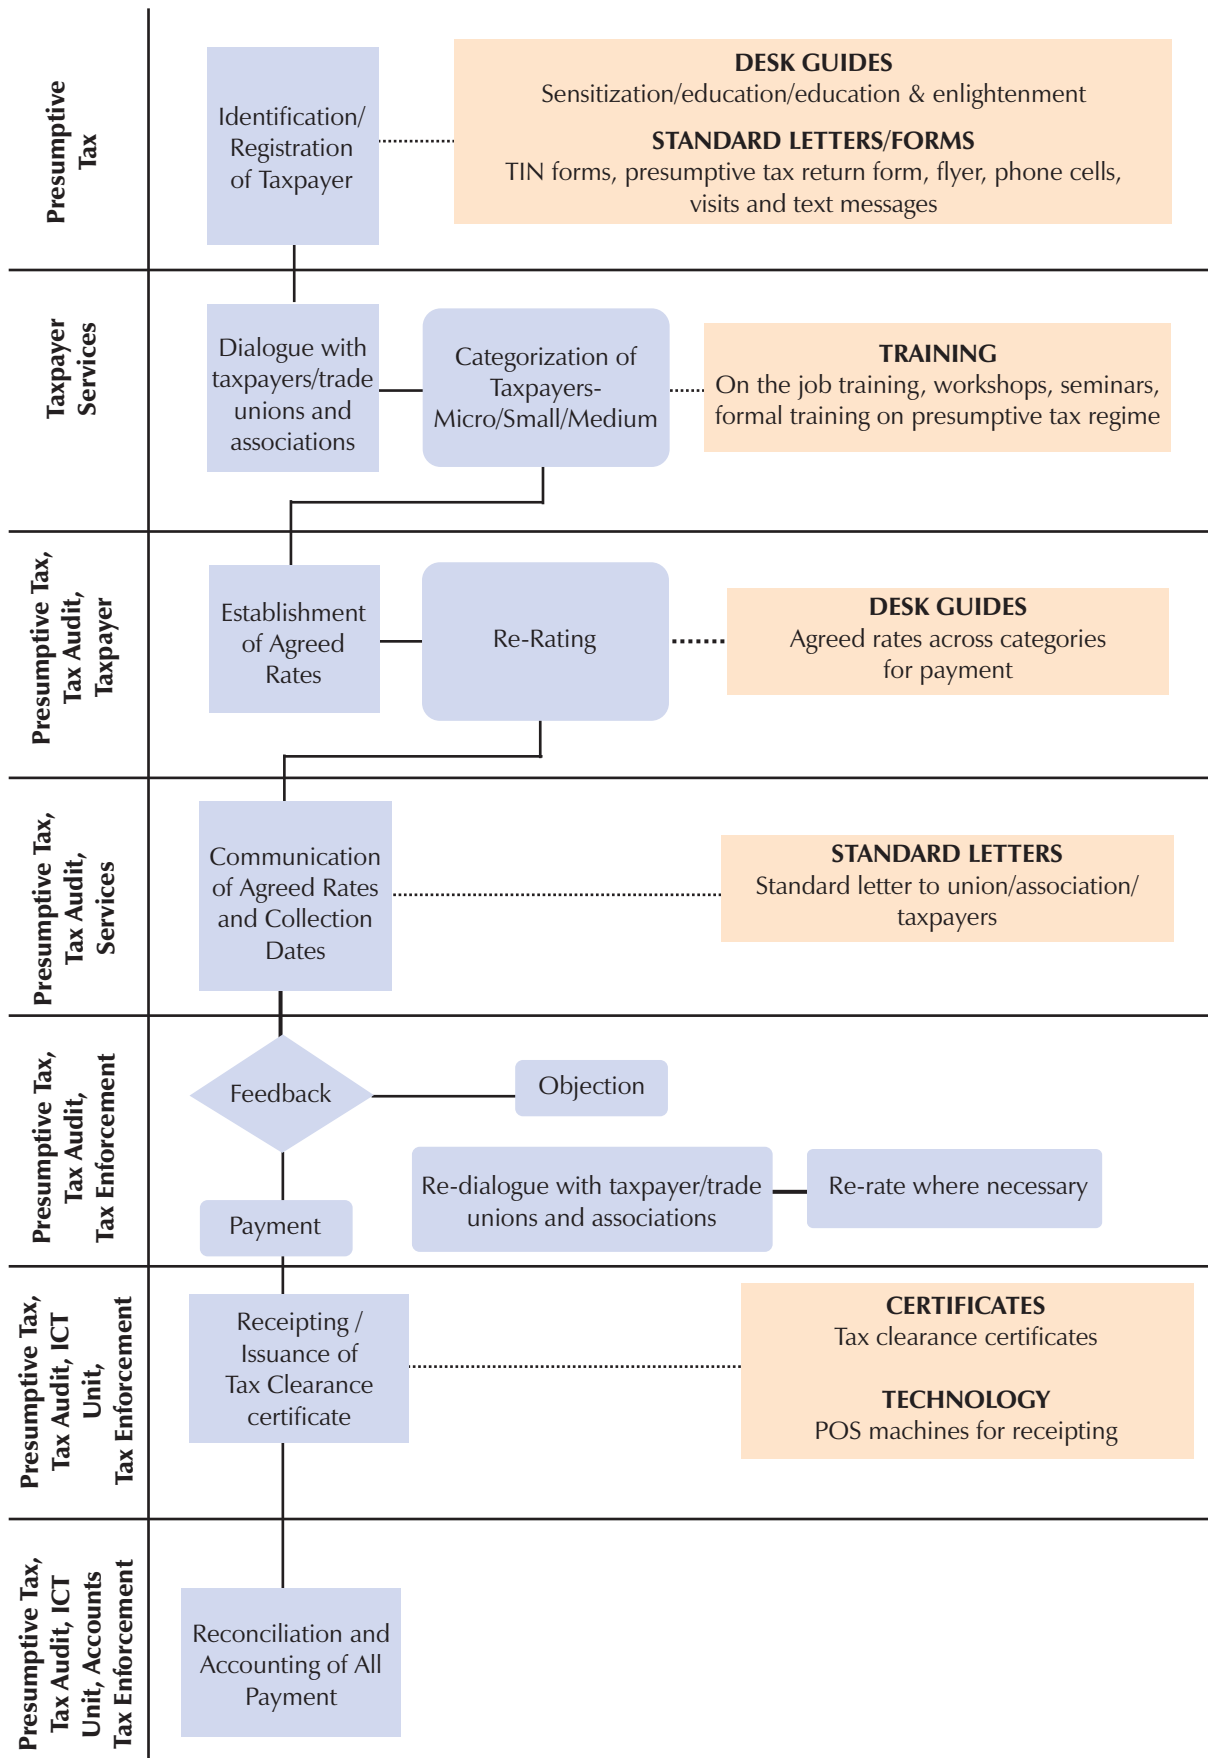 Presumptive
Tax
Identification/
Registration
of Taxpayer
DESK GUIDES
Sensitization/education/education & enlightenment
STANDARD LETTERS/FORMS
TIN forms, presumptive tax return form, flyer, phone cells,
visits and text messages
Taxpayer
Services
Dialogue with
taxpayers/trade
unions and
associations
Categorization of
Taxpayers-
Micro/Small/Medium
TRAINING
On the job training, workshops, seminars,
formal training on presumptive tax regime
Presumptive Tax,
Tax Audit,
Taxpayer
Establishment
of Agreed
Rates
Re-Rating
DESK GUIDES
Agreed rates across categories
for payment
Presumptive Tax,
Tax Audit,
Services
Communication
of Agreed Rates
and Collection
Dates
STANDARD LETTERS
Standard letter to union/association/
taxpayers
Presumptive Tax,
Tax Audit,
Tax Enforcement
Feedback
Objection
Re-dialogue with taxpayer/trade
unions and associations
Re-rate where necessary
Payment
Presumptive Tax,
Tax Audit, ICT
Unit,
Tax Enforcement
Receipting /
Issuance of
Tax Clearance
certificate
CERTIFICATES
Tax clearance certificates
TECHNOLOGY
POS machines for receipting
Presumptive Tax,
Tax Audit, ICT
Unit, Accounts
Tax Enforcement
Reconciliation and
Accounting of All
Payment